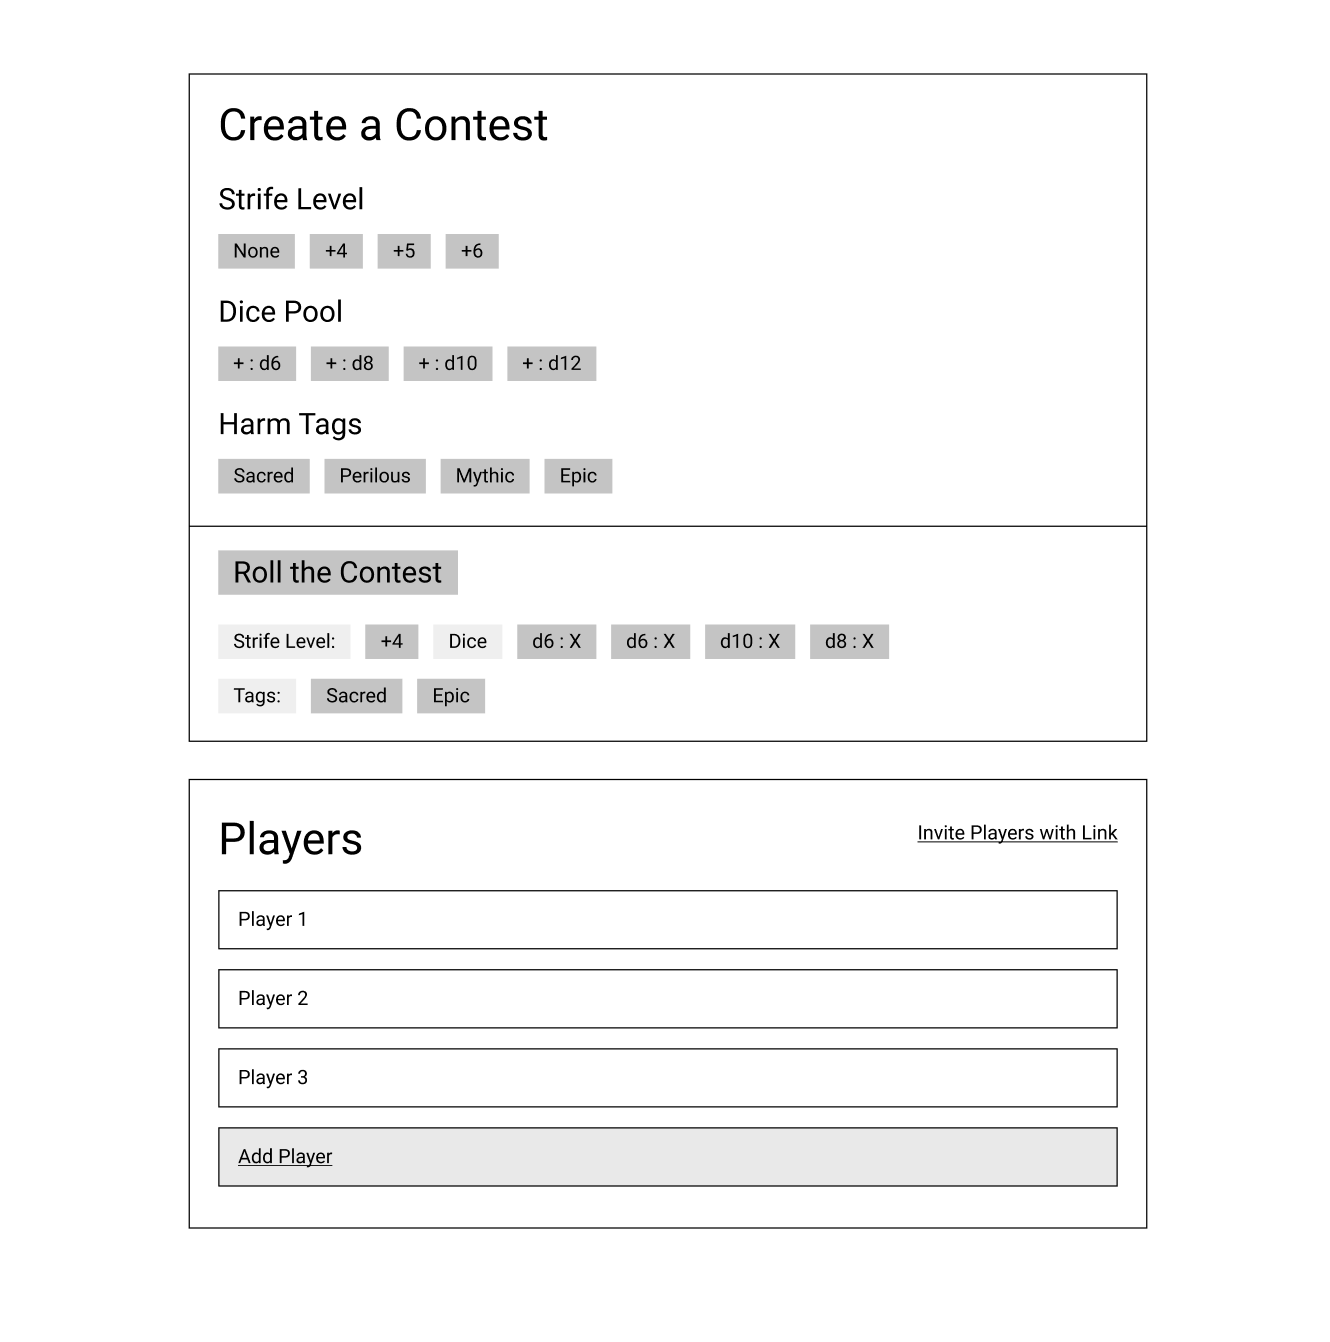 Create a Contest
Strife Level
None +4 +5 +6
Dice Pool
+ : d6 + : d8 + : d10 + : d12
Harm Tags
Sacred Perilous Mythic Epic
Roll the Contest
Strife Level: +4 Dice d6 : X d6 : X d10 : X d8 : X
Tags: Sacred Epic
Players
Invite Players with Link
Player 1
Player 2
Player 3
Add Player